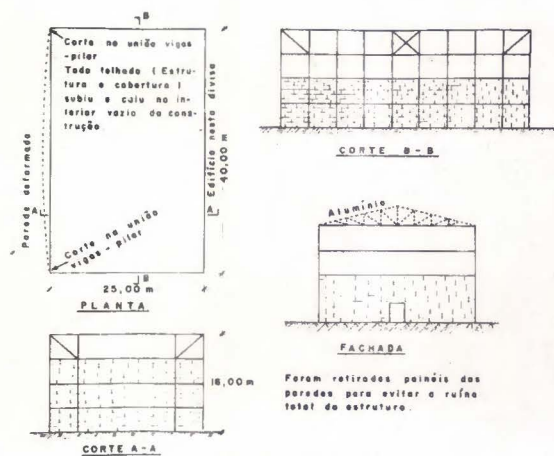 B
Corte na união vigas
-pilar
Todo telhado ( Estru-
tura e cobertura )
subiu e caiu no in-
terior vazio da cons-
trução.
Parede deformada
Edifício nesta divisa
40,00 m
A
A
Corte na união
vigas - pilar
B
25,00 m
PLANTA
CORTE B-B
Alumínio
FACHADA
16,00 m
CORTE A-A
Foram retirados painéis das
paredes para evitar a ruína
total da estrutura.